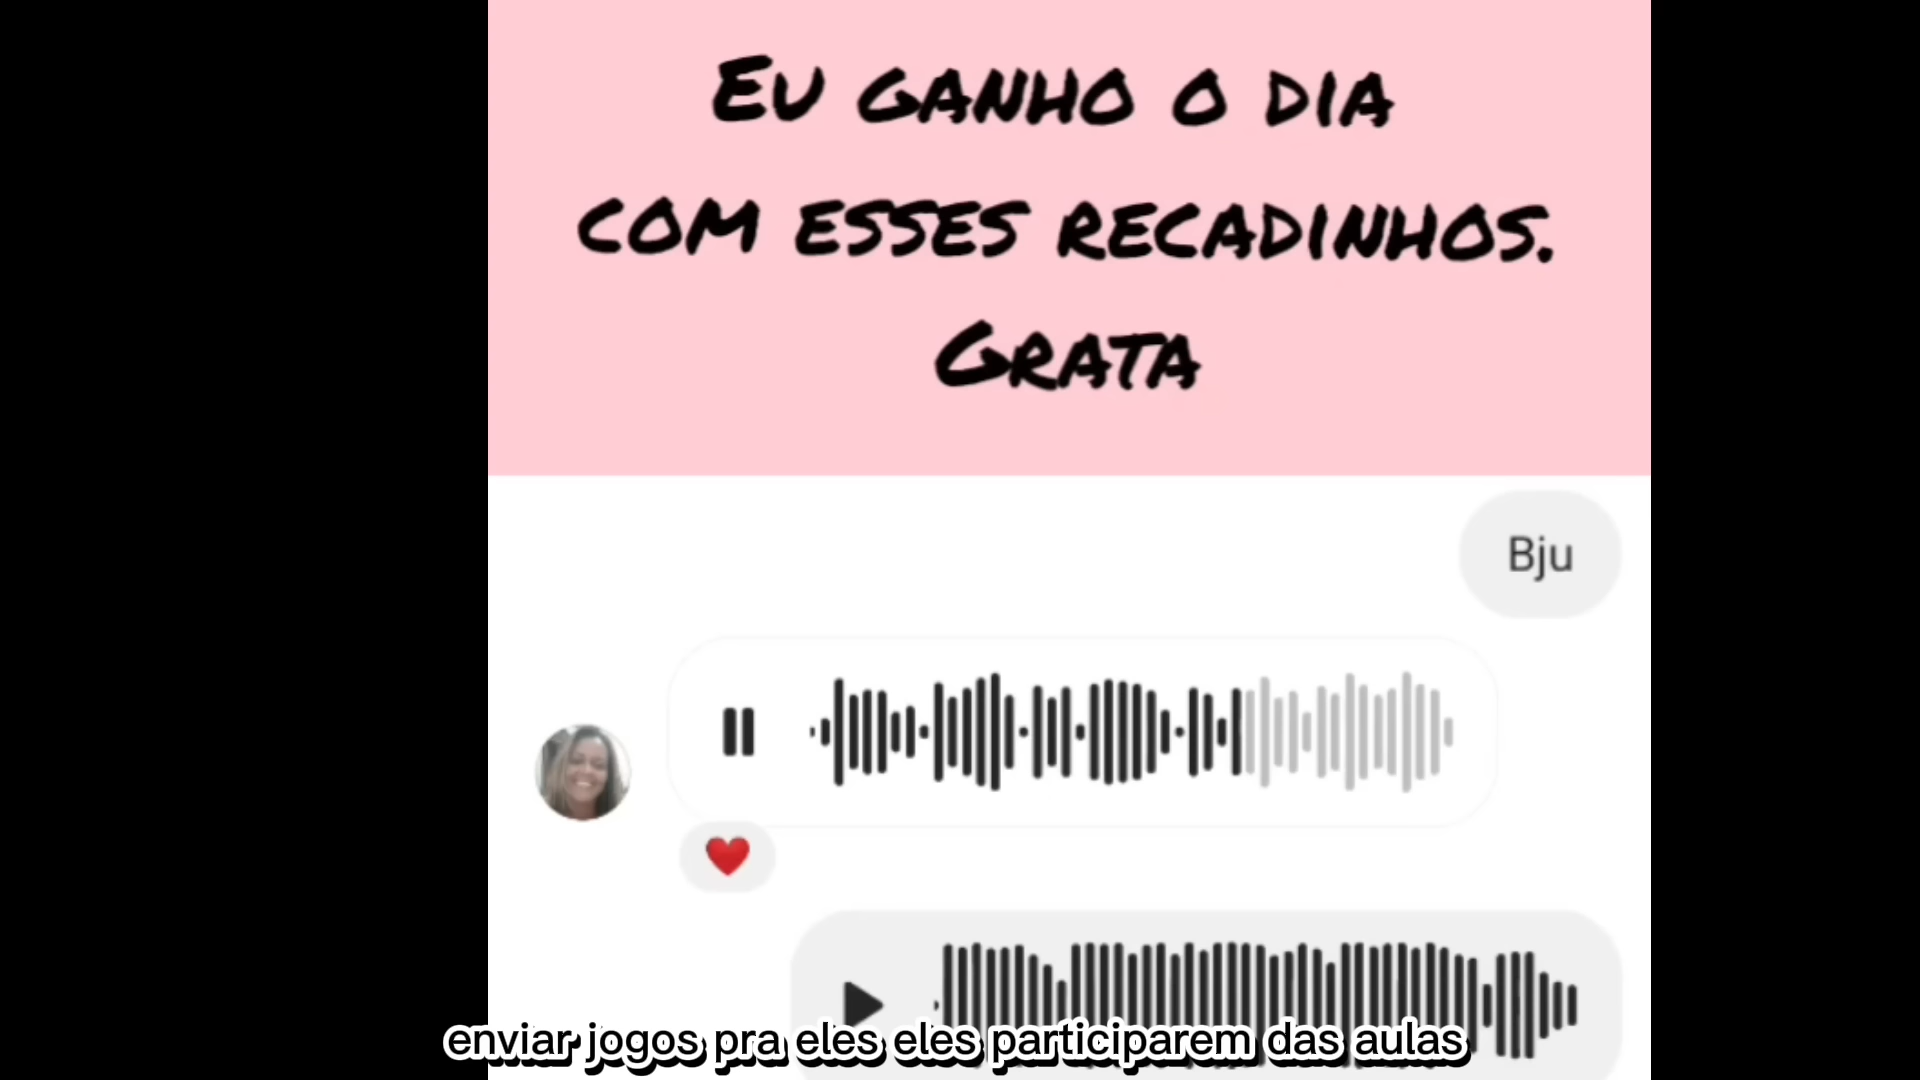 EU GANHO O DIA
COM ESSES RECADINHOS.
GRATA
Bju
enviar jogos pra eles eles participarem das aulas